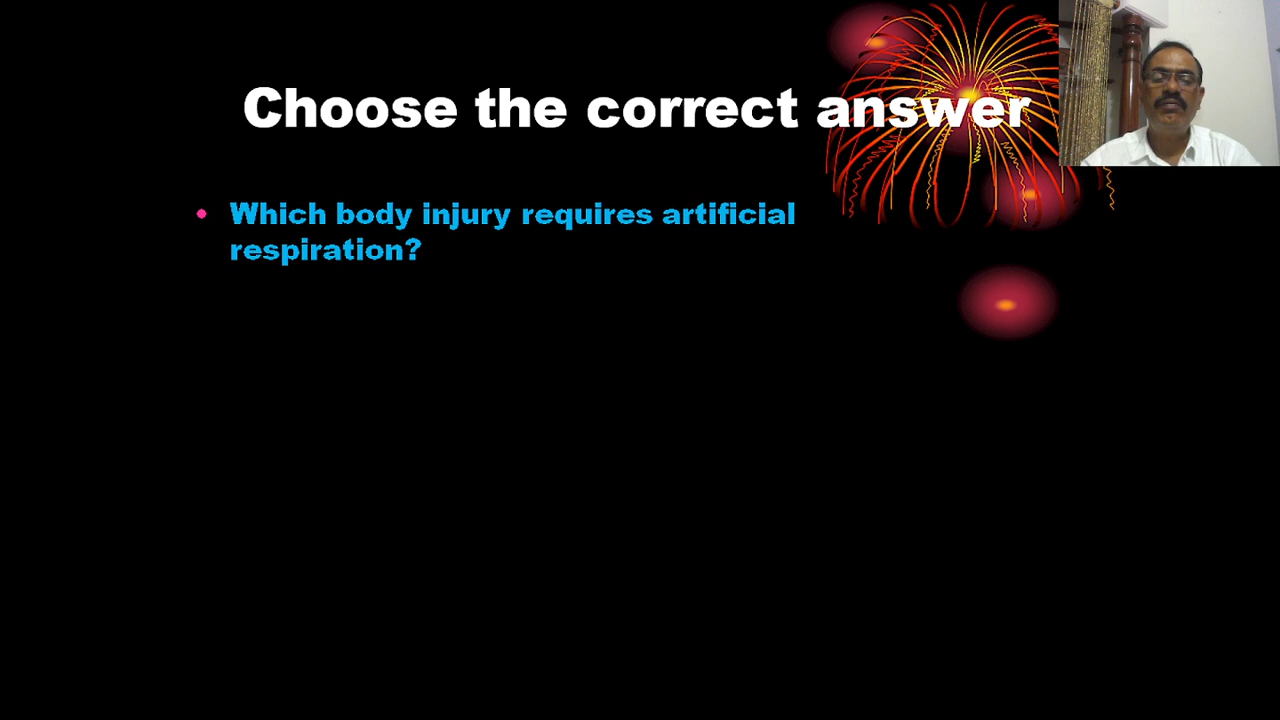 Choose the correct answer
• Which body injury requires artificial
respiration?